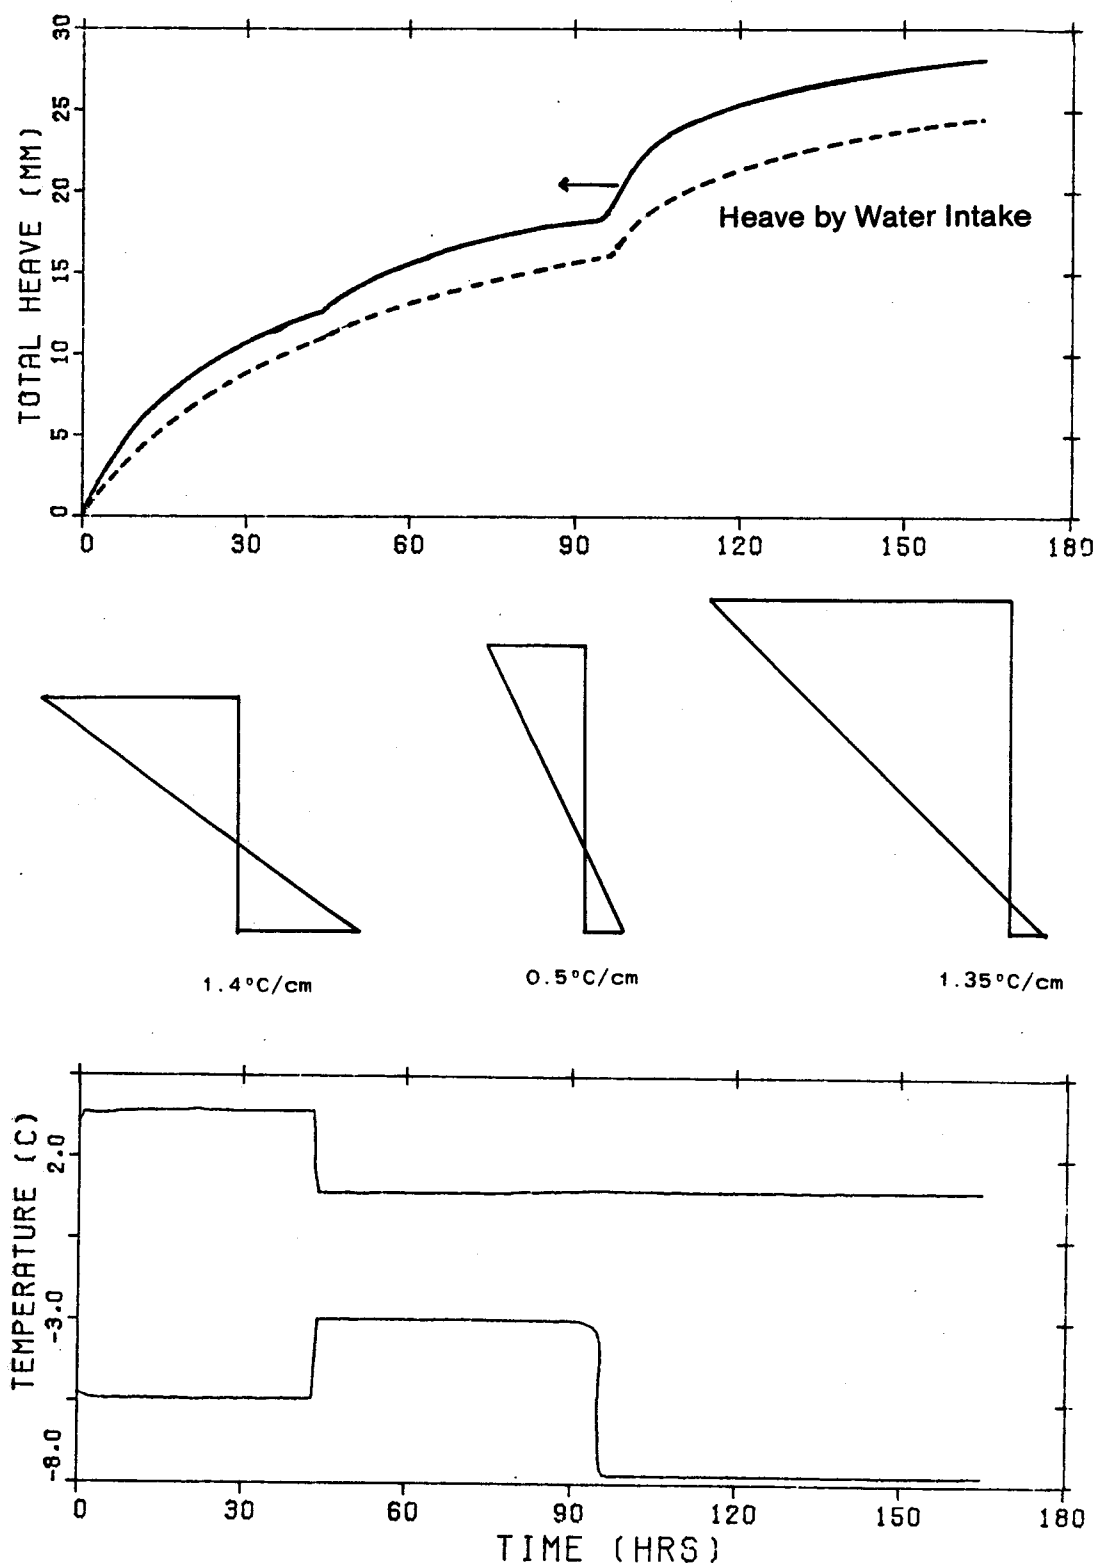 30
25
20
15
10
5
0
TOTAL HEAVE (MM)
Heave by Water Intake
0 30 60 90 120 150 180
1.4°C/cm 0.5°C/cm 1.35°C/cm
2.0
-3.0
-8.0
TEMPERATURE (C)
0 30 60 90 120 150 180
TIME (HRS)